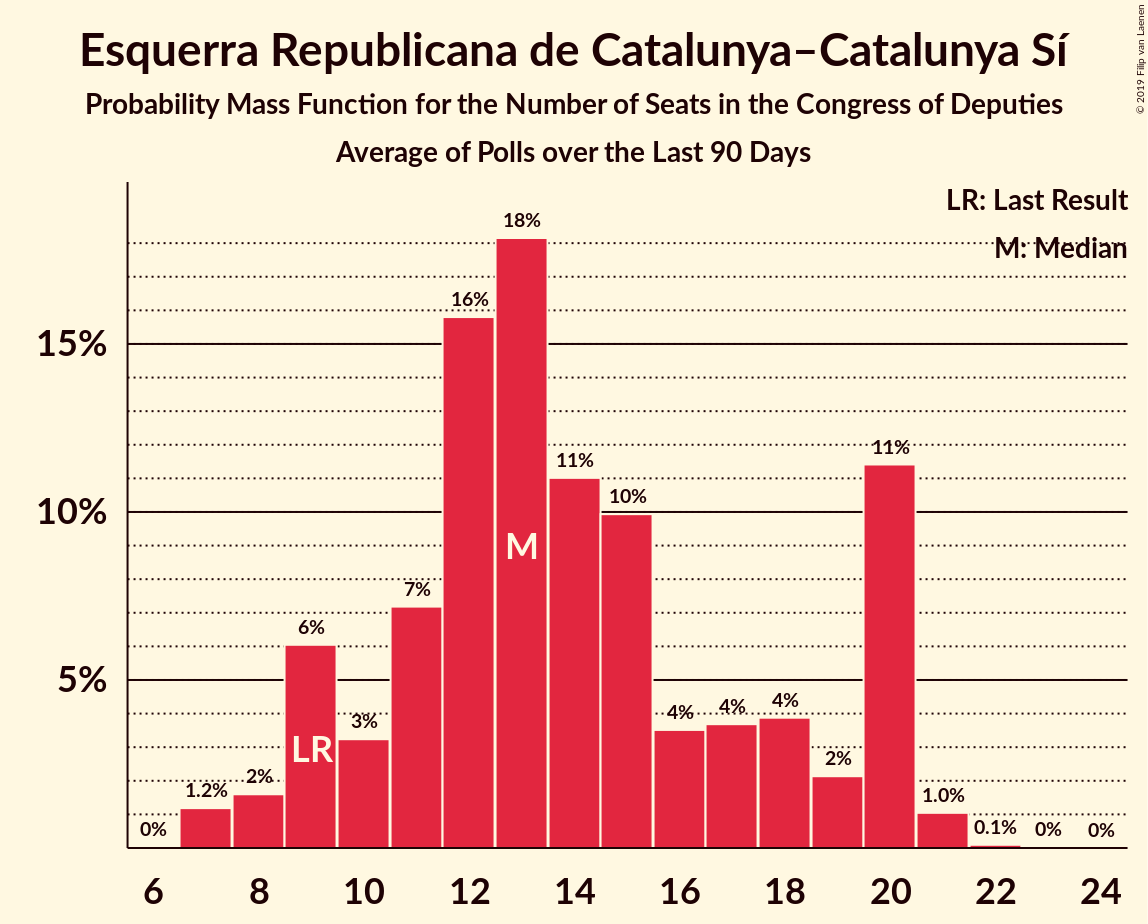 Esquerra Republicana de Catalunya–Catalunya Sí
Probability Mass Function for the Number of Seats in the Congress of Deputies
Average of Polls over the Last 90 Days
© 2019 Filip van Laenen
LR: Last Result
M: Median
15%
10%
5%
0%
1.2%
2%
6%
3%
7%
16%
18%
11%
10%
4%
4%
4%
2%
11%
1.0%
0.1%
0%
0%
LR
M
6 8 10 12 14 16 18 20 22 24